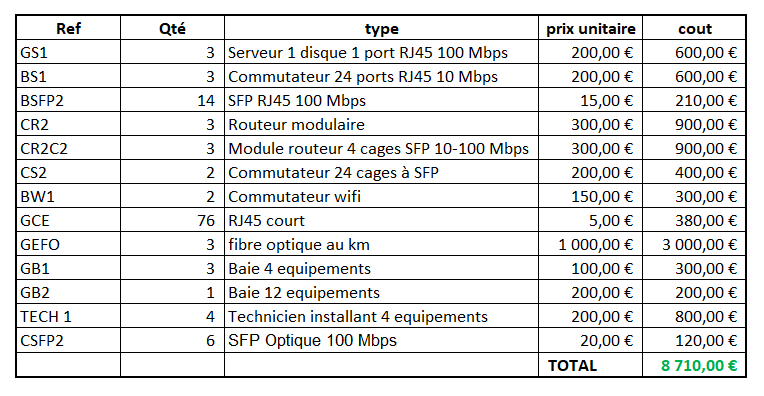 Ref Qté type prix unitaire cout
GS1 3 Serveur 1 disque 1 port RJ45 100 Mbps 200,00 € 600,00 €
BS1 3 Commutateur 24 ports RJ45 10 Mbps 200,00 € 600,00 €
BSFP2 14 SFP RJ45 100 Mbps 15,00 € 210,00 €
CR2 3 Routeur modulaire 300,00 € 900,00 €
CR2C2 3 Module routeur 4 cages SFP 10-100 Mbps 300,00 € 900,00 €
CS2 2 Commutateur 24 cages à SFP 200,00 € 400,00 €
BW1 2 Commutateur wifi 150,00 € 300,00 €
GCE 76 RJ45 court 5,00 € 380,00 €
GEFO 3 fibre optique au km 1 000,00 € 3 000,00 €
GB1 3 Baie 4 equipements 100,00 € 300,00 €
GB2 1 Baie 12 equipements 200,00 € 200,00 €
TECH 1 4 Technicien installant 4 equipements 200,00 € 800,00 €
CSFP2 6 SFP Optique 100 Mbps 20,00 € 120,00 €
TOTAL 8 710,00 €